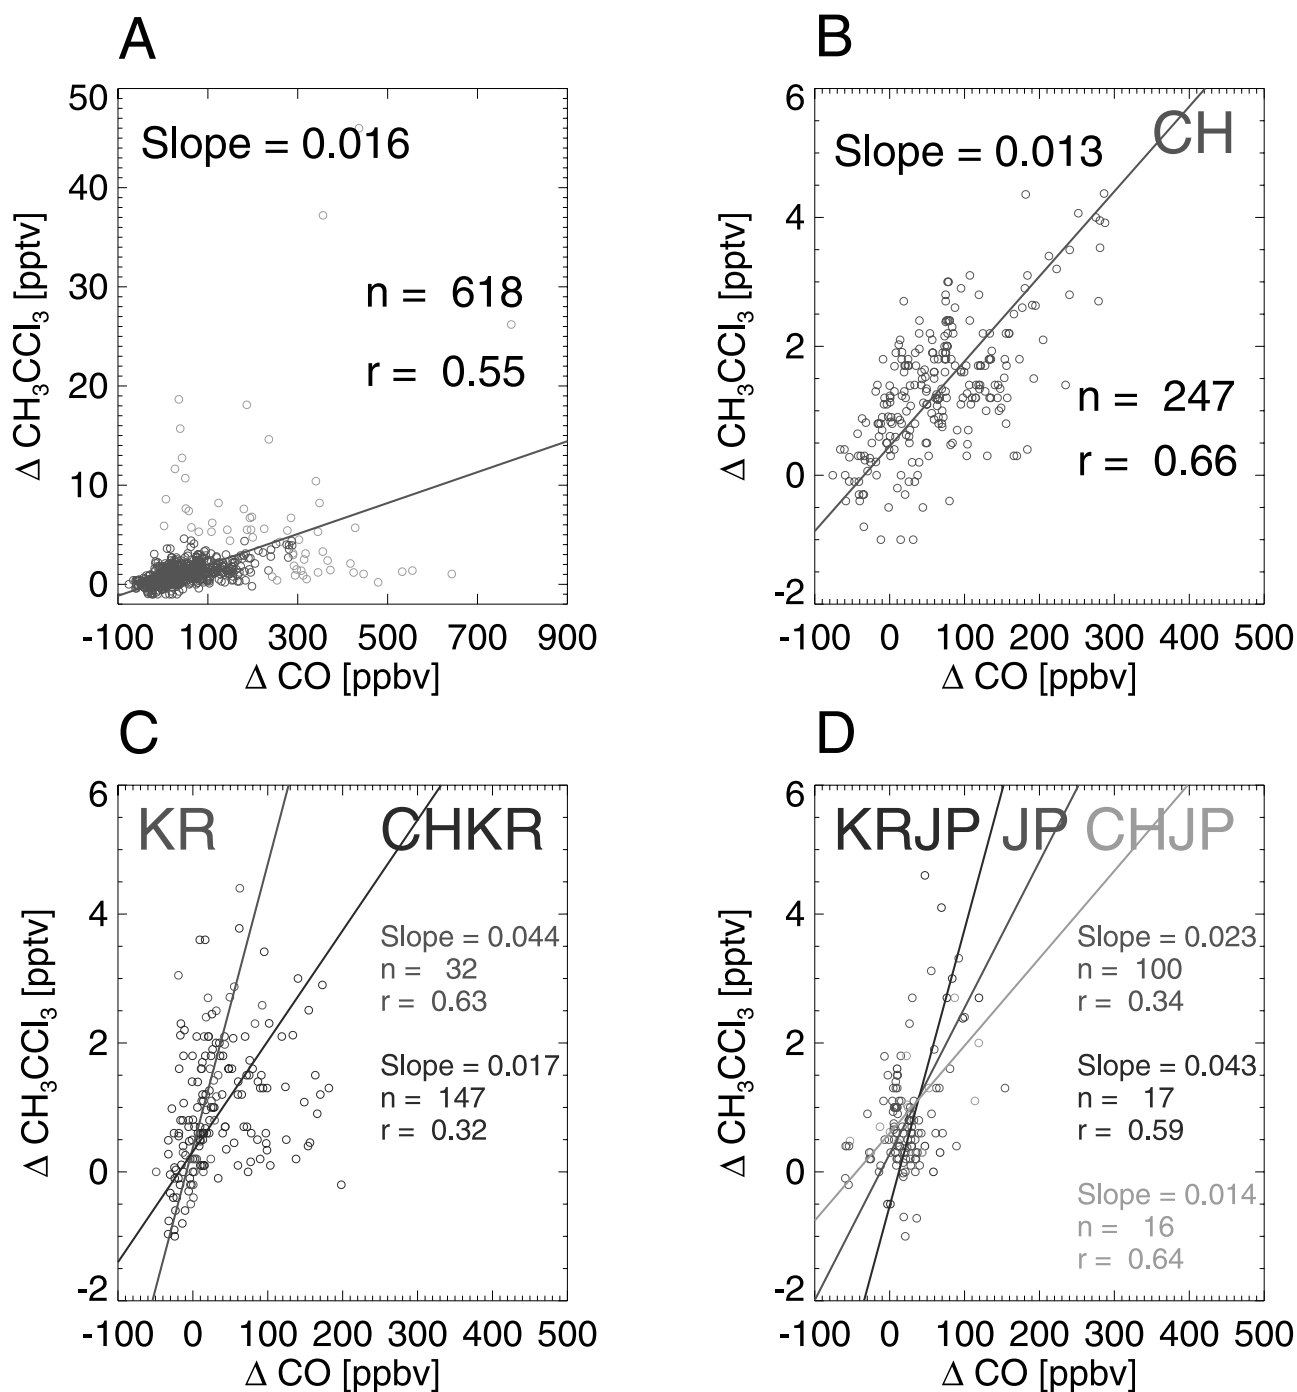 A
50
40
30
20
10
0
Δ CH₃CCl₃ [pptv]
Slope = 0.016
n = 618
r = 0.55
-100 100 300 500 700 900
Δ CO [ppbv]
B
6
4
2
0
-2
Δ CH₃CCl₃ [pptv]
CH
Slope = 0.013
n = 247
r = 0.66
-100 0 100 200 300 400 500
Δ CO [ppbv]
C
6
4
2
0
-2
Δ CH₃CCl₃ [pptv]
KR CHKR
Slope = 0.044
n = 32
r = 0.63
Slope = 0.017
n = 147
r = 0.32
-100 0 100 200 300 400 500
Δ CO [ppbv]
D
6
4
2
0
-2
Δ CH₃CCl₃ [pptv]
KRJP JP CHJP
Slope = 0.023
n = 100
r = 0.34
Slope = 0.043
n = 17
r = 0.59
Slope = 0.014
n = 16
r = 0.64
-100 0 100 200 300 400 500
Δ CO [ppbv]